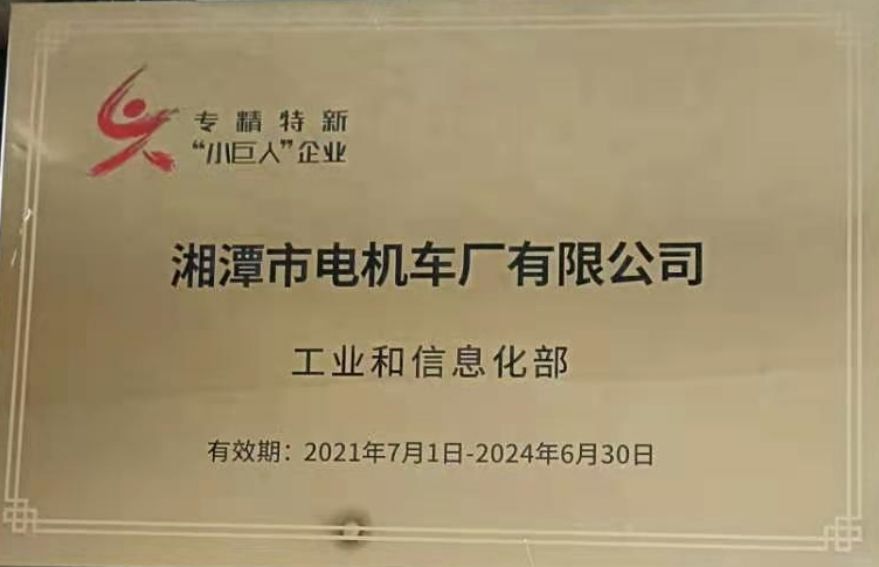 专精特新
“小巨人”企业
湘潭市电机车厂有限公司
工业和信息化部
有效期：2021年7月1日-2024年6月30日